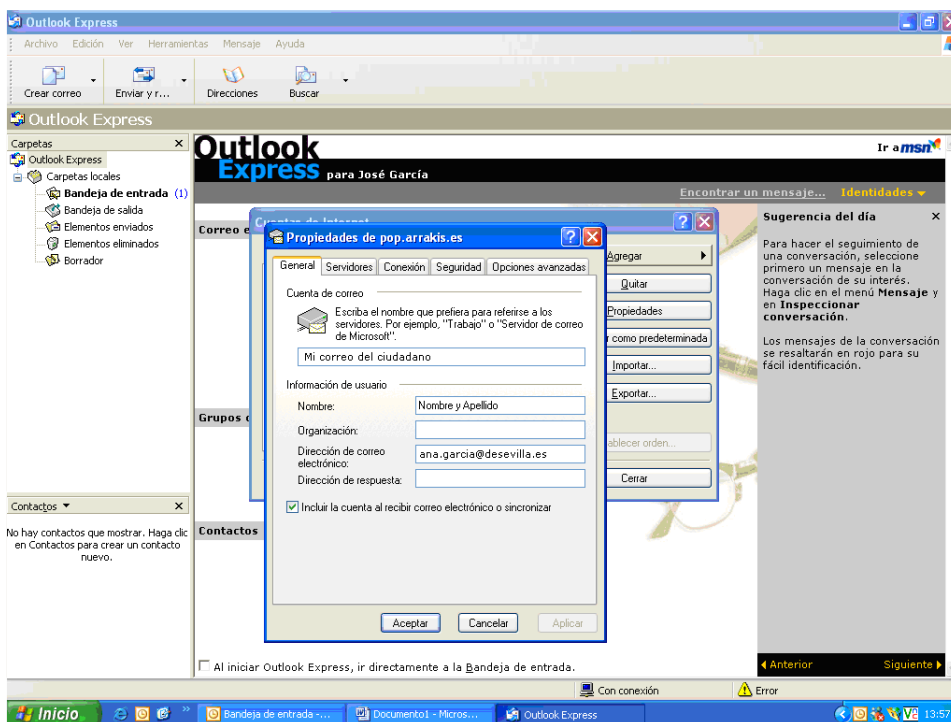 Outlook Express
Archivo Edición Ver Herramientas Mensaje Ayuda
Crear correo Enviar y r... Direcciones Buscar
Outlook Express
Carpetas
Outlook Express
Carpetas locales
Bandeja de entrada (1)
Bandeja de salida
Elementos enviados
Elementos eliminados
Borrador
Contactos
No hay contactos que mostrar. Haga clic
en Contactos para crear un contacto
nuevo.
Outlook
Express para José García
Ir a msn
Encontrar un mensaje... Identidades
Correo e
Grupos
Contactos
Cuentas de Internet
Agregar
Quitar
Propiedades
r como predeterminada
Importar...
Exportar...
ablecer orden...
Cerrar
Propiedades de pop.arrakis.es
General Servidores Conexión Seguridad Opciones avanzadas
Cuenta de correo
Escriba el nombre que prefiera para referirse a los
servidores. Por ejemplo, "Trabajo" o "Servidor de correo
de Microsoft".
Mi correo del ciudadano
Información de usuario
Nombre: Nombre y Apellido
Organización:
Dirección de correo
electrónico: ana.garcia@desevilla.es
Dirección de respuesta:
Incluir la cuenta al recibir correo electrónico o sincronizar
Aceptar Cancelar Aplicar
Sugerencia del día
Para hacer el seguimiento de
una conversación, seleccione
primero un mensaje en la
conversación de su interés.
Haga clic en el menú Mensaje y
en Inspeccionar
conversación.
Los mensajes de la conversación
se resaltarán en rojo para su
fácil identificación.
Anterior Siguiente
Al iniciar Outlook Express, ir directamente a la Bandeja de entrada.
Con conexión Error
Inicio Bandeja de entrada -... Documento1 - Micros... Outlook Express 13:57